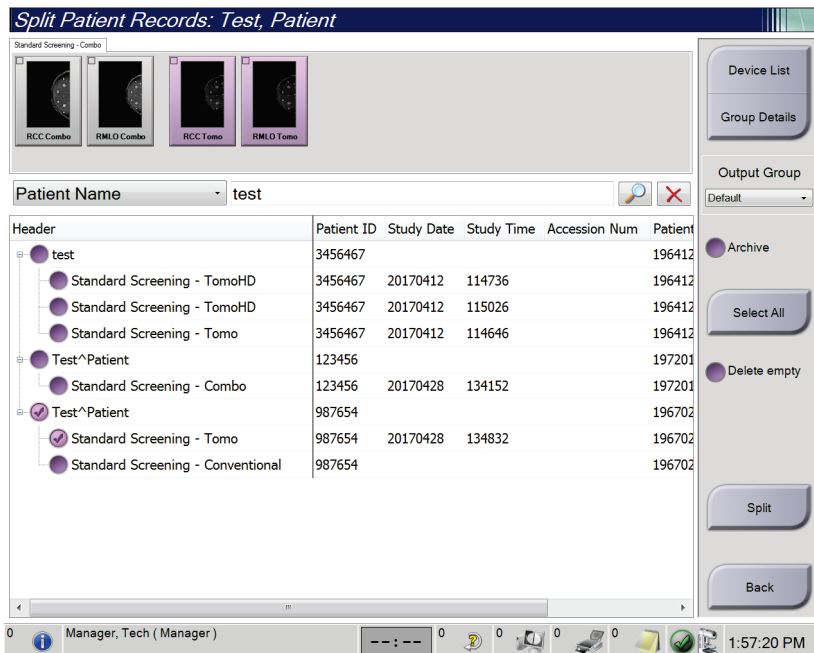 Split Patient Records: Test, Patient
Standard Screening - Combo
RCC Combo RMLO Combo RCC Tomo RMLO Tomo
Device List
Group Details
Output Group
Default
Archive
Select All
Delete empty
Split
Back
Patient Name test
Header Patient ID Study Date Study Time Accession Num Patient
test 3456467 196412
Standard Screening - TomoHD 3456467 20170412 114736 196412
Standard Screening - TomoHD 3456467 20170412 115026 196412
Standard Screening - Tomo 3456467 20170412 114646 196412
Test^Patient 123456 197201
Standard Screening - Combo 123456 20170428 134152 197201
Test^Patient 987654 196702
Standard Screening - Tomo 987654 20170428 134832 196702
Standard Screening - Conventional 987654 196702
0 Manager, Tech ( Manager ) --:-- 0 0 0 0 1:57:20 PM